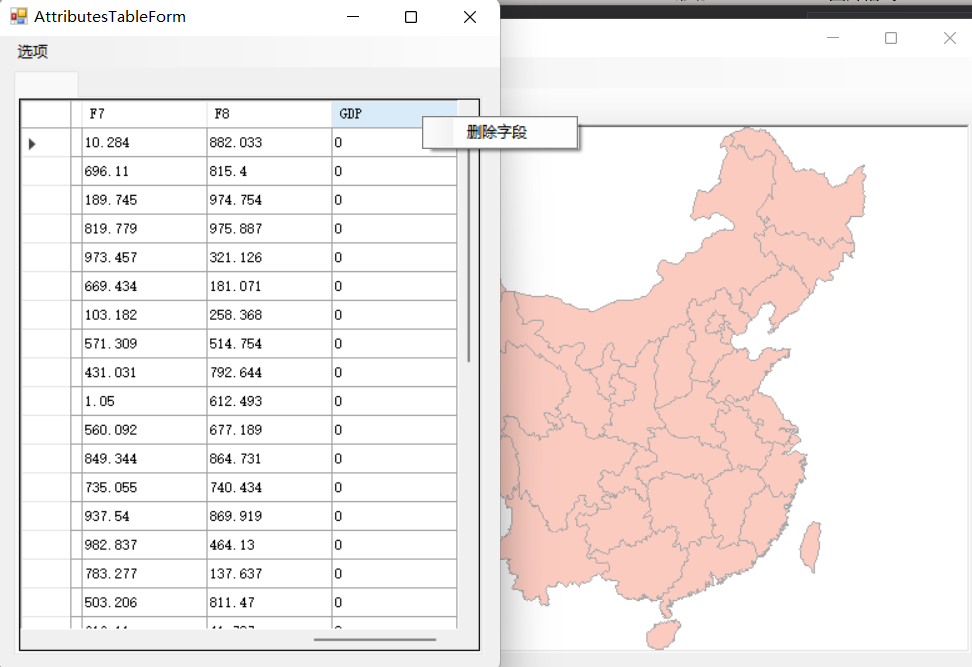 AttributesTableForm
选项
F7 F8 GDP
10.284 882.033 0
696.11 815.4 0
189.745 974.754 0
819.779 975.887 0
973.457 321.126 0
669.434 181.071 0
103.182 258.368 0
571.309 514.754 0
431.031 792.644 0
1.05 612.493 0
560.092 677.189 0
849.344 864.731 0
735.055 740.434 0
937.54 869.919 0
982.837 464.13 0
783.277 137.637 0
503.206 811.47 0
删除字段